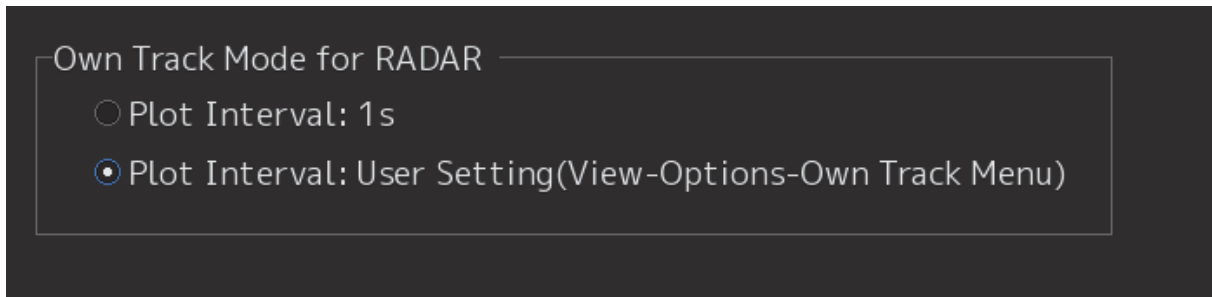 Own Track Mode for RADAR
Plot Interval: 1s
Plot Interval: User Setting(View-Options-Own Track Menu)